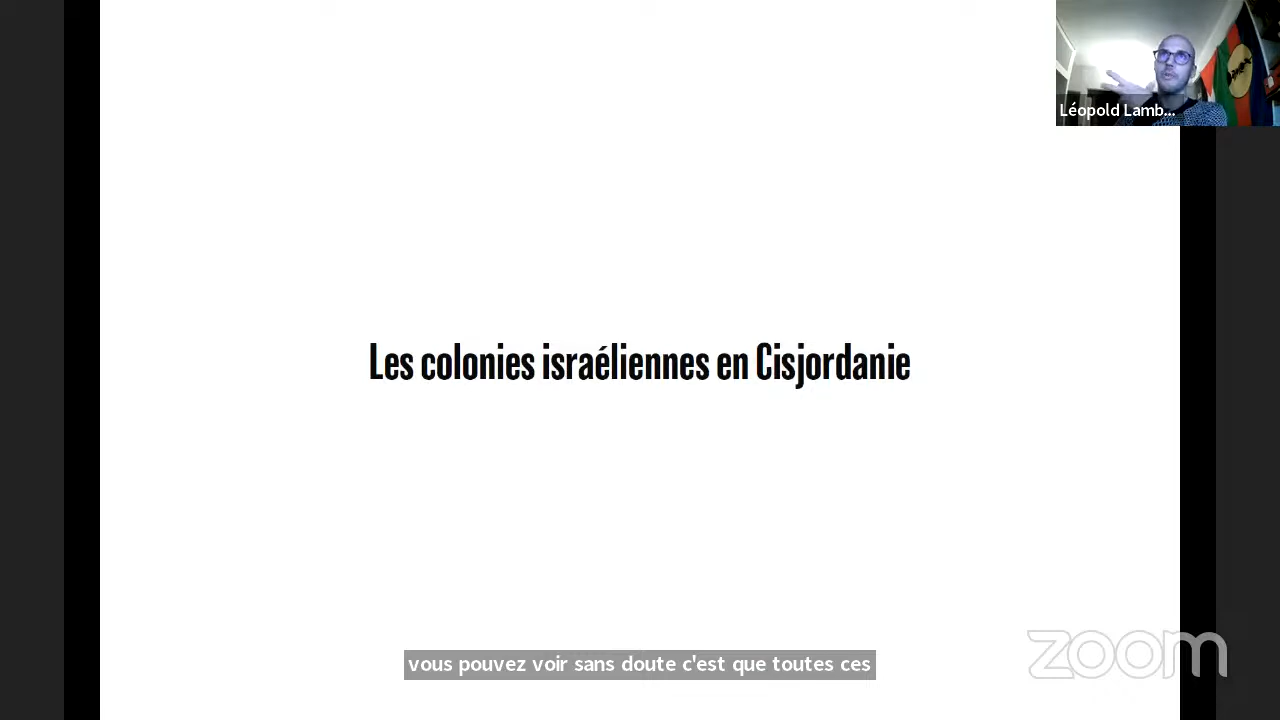 Léopold Lamb...
Les colonies israéliennes en Cisjordanie
vous pouvez voir sans doute c'est que toutes ces
zoom